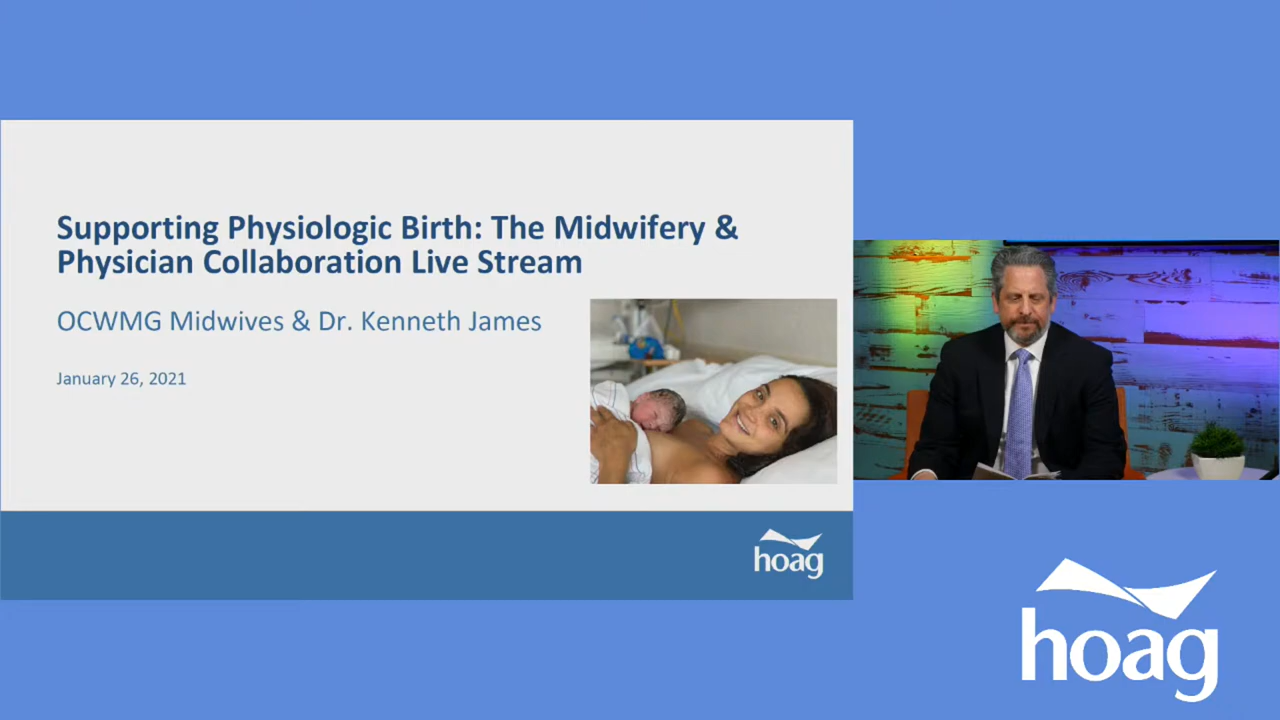 Supporting Physiologic Birth: The Midwifery &
Physician Collaboration Live Stream
OCWMG Midwives & Dr. Kenneth James
January 26, 2021
hoag
hoag